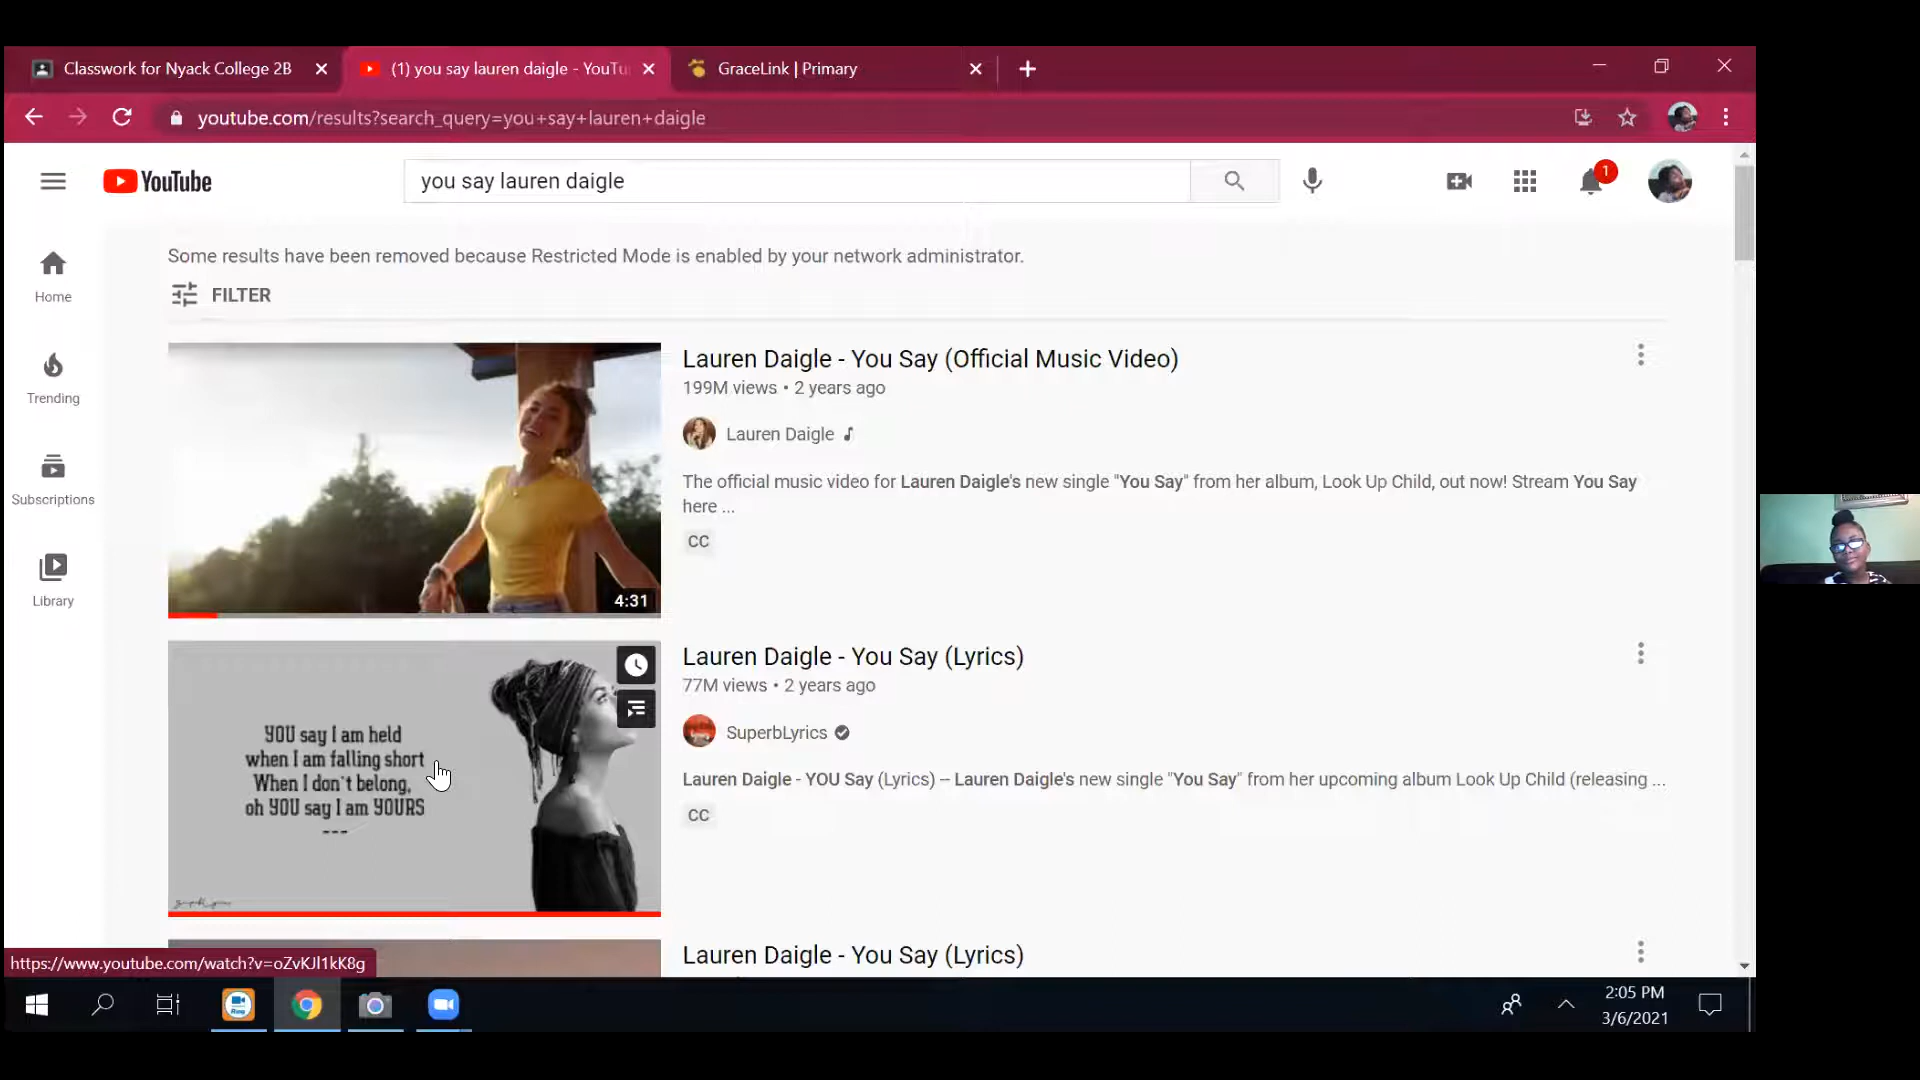 Classwork for Nyack College 2B
(1) you say lauren daigle - YouTu
GraceLink | Primary
youtube.com/results?search_query=you+say+lauren+daigle
YouTube
you say lauren daigle
1
Some results have been removed because Restricted Mode is enabled by your network administrator.
FILTER
Home
Trending
Subscriptions
Library
4:31
Lauren Daigle - You Say (Official Music Video)
199M views • 2 years ago
Lauren Daigle
The official music video for Lauren Daigle's new single "You Say" from her album, Look Up Child, out now! Stream You Say
here ...
CC
YOU say I am held
when I am falling short
When I don't belong,
oh YOU say I am YOURS
---
Lauren Daigle - You Say (Lyrics)
77M views • 2 years ago
SuperbLyrics
Lauren Daigle - YOU Say (Lyrics) -- Lauren Daigle's new single "You Say" from her upcoming album Look Up Child (releasing ...
CC
Lauren Daigle - You Say (Lyrics)
https://www.youtube.com/watch?v=oZvKJl1kK8g
2:05 PM
3/6/2021